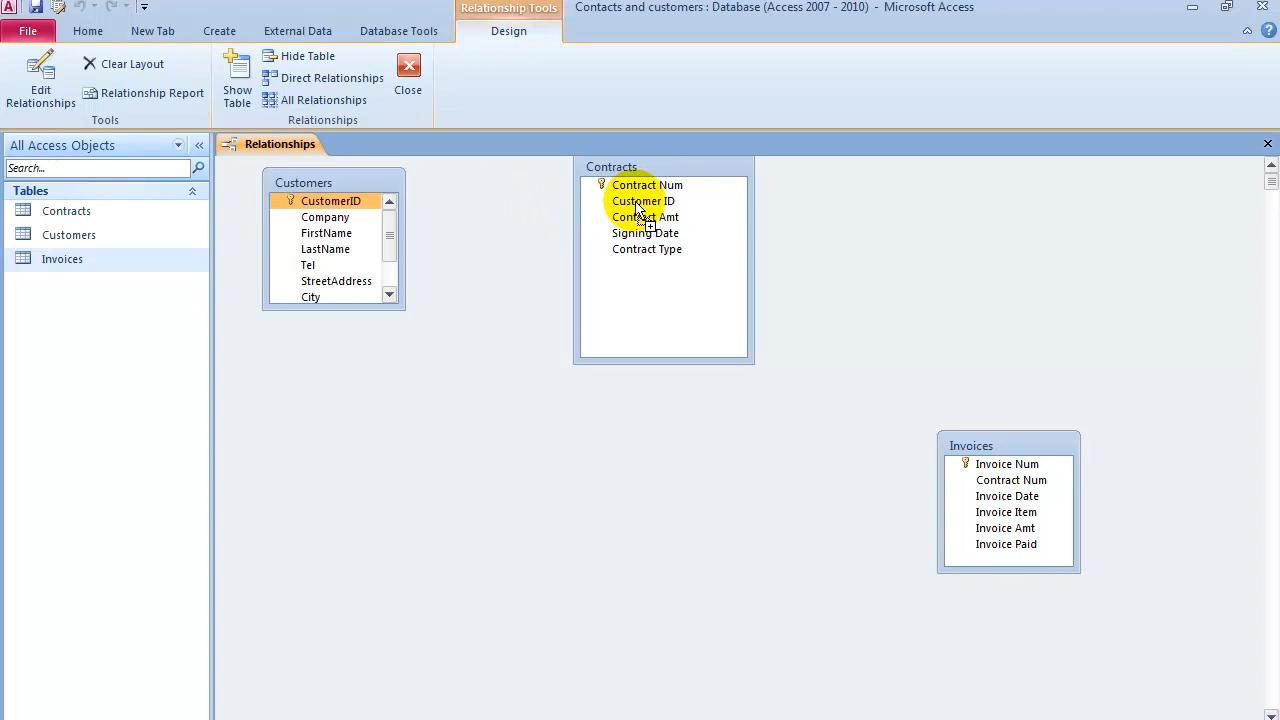 Relationship Tools
Contacts and customers : Database (Access 2007 - 2010) - Microsoft Access
File
Home
New Tab
Create
External Data
Database Tools
Design
Edit
Relationships
Clear Layout
Relationship Report
Tools
Show
Table
Hide Table
Direct Relationships
All Relationships
Close
Relationships
All Access Objects
Search...
Tables
Contracts
Customers
Invoices
Relationships
Customers
CustomerID
Company
FirstName
LastName
Tel
StreetAddress
City
Contracts
Contract Num
Customer ID
Contract Amt
Signing Date
Contract Type
Invoices
Invoice Num
Contract Num
Invoice Date
Invoice Item
Invoice Amt
Invoice Paid